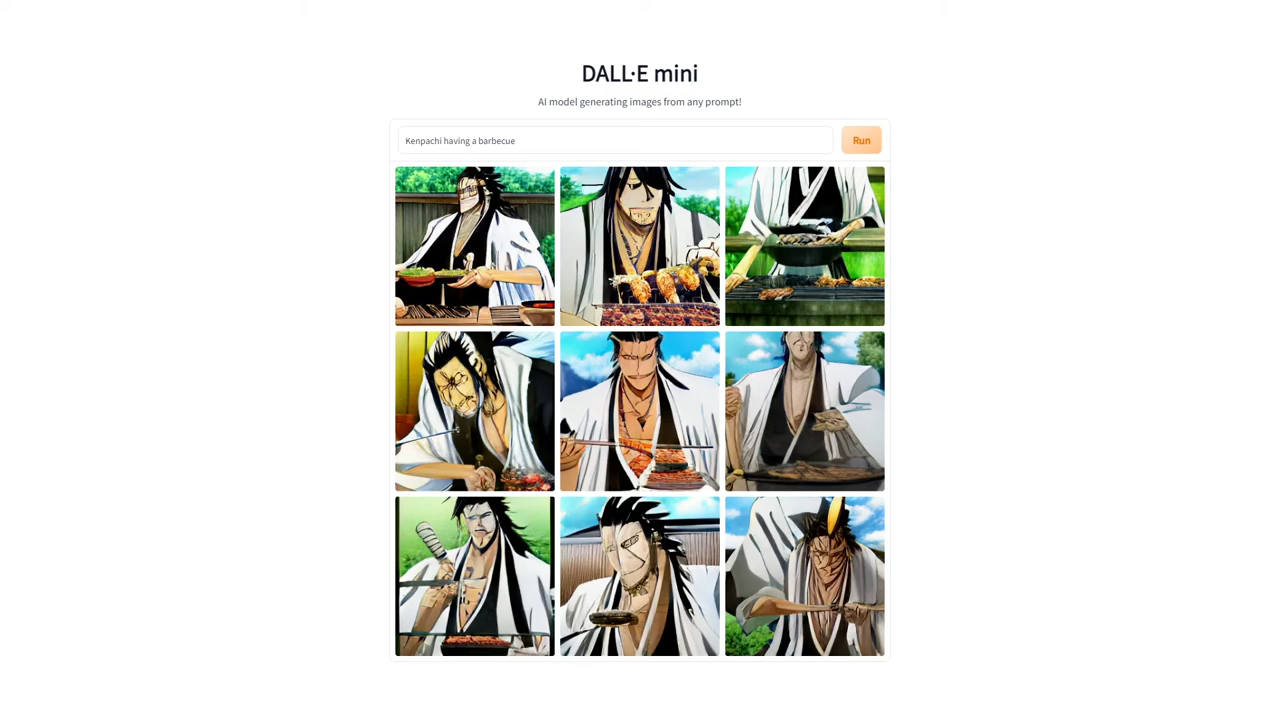 DALL·E mini
AI model generating images from any prompt!
Kenpachi having a barbecue
Run